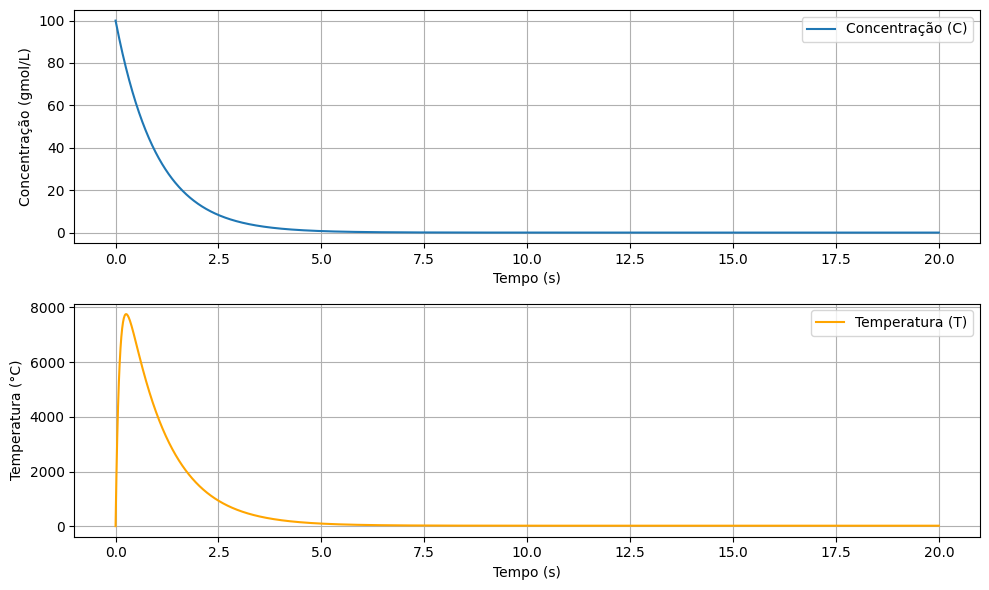 100
80
60
40
20
0
Concentração (gmol/L)
Concentração (C)
0.0 2.5 5.0 7.5 10.0 12.5 15.0 17.5 20.0
Tempo (s)
8000
6000
4000
2000
0
Temperatura (°C)
Temperatura (T)
0.0 2.5 5.0 7.5 10.0 12.5 15.0 17.5 20.0
Tempo (s)